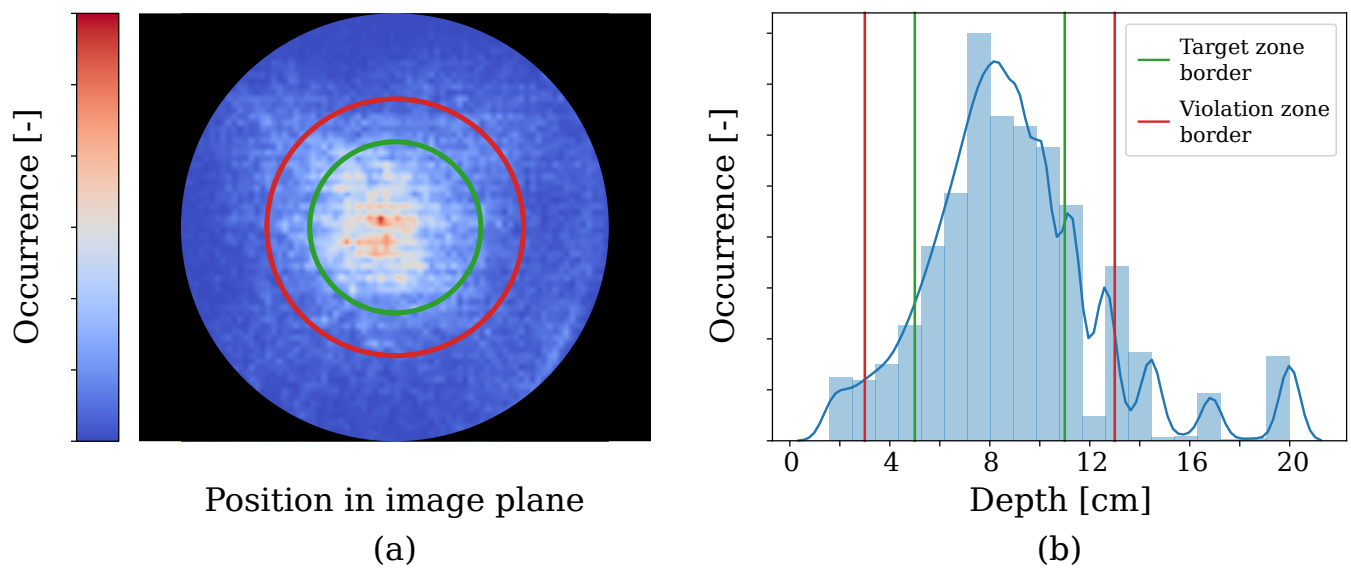 Occurrence [-]
Position in image plane
(a)
Occurrence [-]
Target zone
border
Violation zone
border
0 4 8 12 16 20
Depth [cm]
(b)